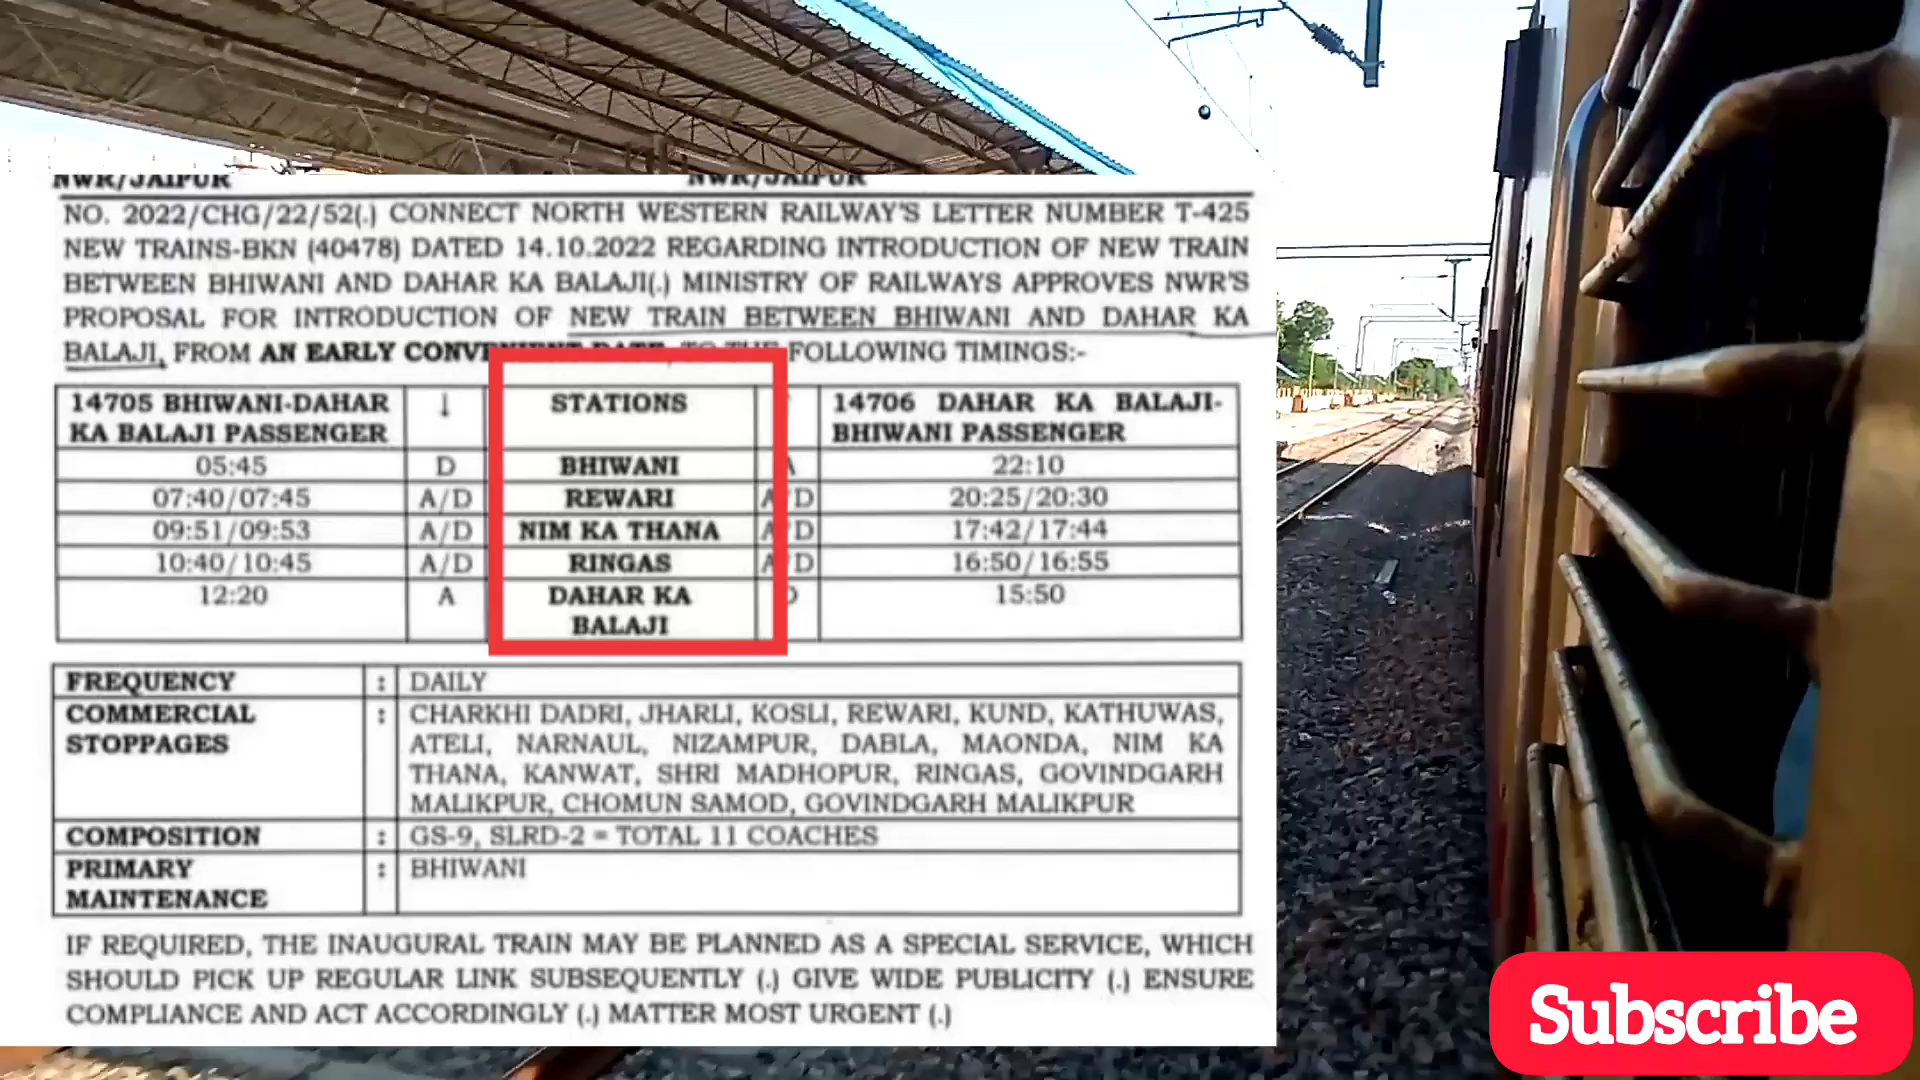 NWR/JAIPUR NWR/JAIPUR
NO. 2022/CHG/22/52(.) CONNECT NORTH WESTERN RAILWAY'S LETTER NUMBER T-425
NEW TRAINS-BKN (40478) DATED 14.10.2022 REGARDING INTRODUCTION OF NEW TRAIN
BETWEEN BHIWANI AND DAHAR KA BALAJI(.) MINISTRY OF RAILWAYS APPROVES NWR'S
PROPOSAL FOR INTRODUCTION OF NEW TRAIN BETWEEN BHIWANI AND DAHAR KA
BALAJI, FROM AN EARLY CONVENIENT DATE, TO THE FOLLOWING TIMINGS:-
14705 BHIWANI-DAHAR ↓ STATIONS 14706 DAHAR KA BALAJI-
KA BALAJI PASSENGER BHIWANI PASSENGER
05:45 D BHIWANI A 22:10
07:40/07:45 A/D REWARI A/D 20:25/20:30
09:51/09:53 A/D NIM KA THANA A/D 17:42/17:44
10:40/10:45 A/D RINGAS A/D 16:50/16:55
12:20 A DAHAR KA D 15:50
BALAJI
FREQUENCY : DAILY
COMMERCIAL : CHARKHI DADRI, JHARLI, KOSLI, REWARI, KUND, KATHUWAS,
STOPPAGES ATELI, NARNAUL, NIZAMPUR, DABLA, MAONDA, NIM KA
THANA, KANWAT, SHRI MADHOPUR, RINGAS, GOVINDGARH
MALIKPUR, CHOMUN SAMOD, GOVINDGARH MALIKPUR
COMPOSITION : GS-9, SLRD-2 = TOTAL 11 COACHES
PRIMARY : BHIWANI
MAINTENANCE
IF REQUIRED, THE INAUGURAL TRAIN MAY BE PLANNED AS A SPECIAL SERVICE, WHICH
SHOULD PICK UP REGULAR LINK SUBSEQUENTLY (.) GIVE WIDE PUBLICITY (.) ENSURE
COMPLIANCE AND ACT ACCORDINGLY (.) MATTER MOST URGENT (.)
Subscribe